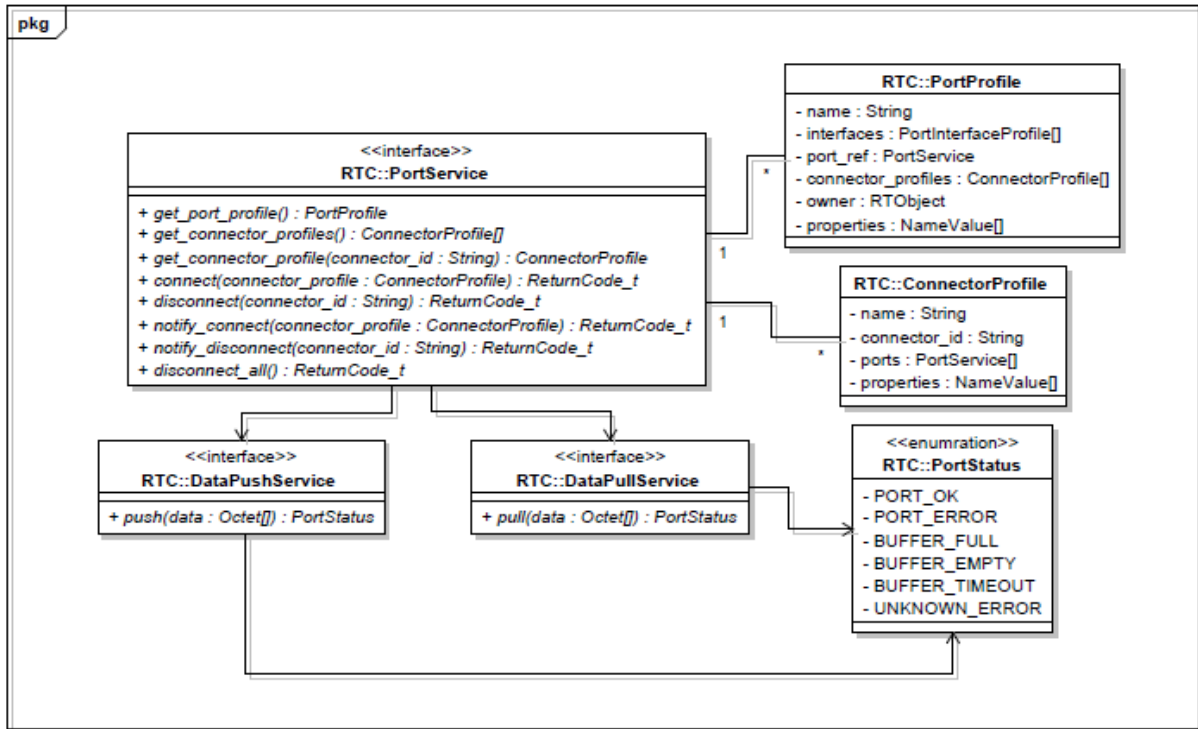 pkg
RTC::PortProfile
- name : String
- interfaces : PortInterfaceProfile[]
- port_ref : PortService
- connector_profiles : ConnectorProfile[]
- owner : RTObject
- properties : NameValue[]
<<interface>>
RTC::PortService
+ get_port_profile() : PortProfile
+ get_connector_profiles() : ConnectorProfile[]
+ get_connector_profile(connector_id : String) : ConnectorProfile
+ connect(connector_profile : ConnectorProfile) : ReturnCode_t
+ disconnect(connector_id : String) : ReturnCode_t
+ notify_connect(connector_profile : ConnectorProfile) : ReturnCode_t
+ notify_disconnect(connector_id : String) : ReturnCode_t
+ disconnect_all() : ReturnCode_t
*
1
1
*
RTC::ConnectorProfile
- name : String
- connector_id : String
- ports : PortService[]
- properties : NameValue[]
<<interface>>
RTC::DataPushService
+ push(data : Octet[]) : PortStatus
<<interface>>
RTC::DataPullService
+ pull(data : Octet[]) : PortStatus
<<enumration>>
RTC::PortStatus
- PORT_OK
- PORT_ERROR
- BUFFER_FULL
- BUFFER_EMPTY
- BUFFER_TIMEOUT
- UNKNOWN_ERROR